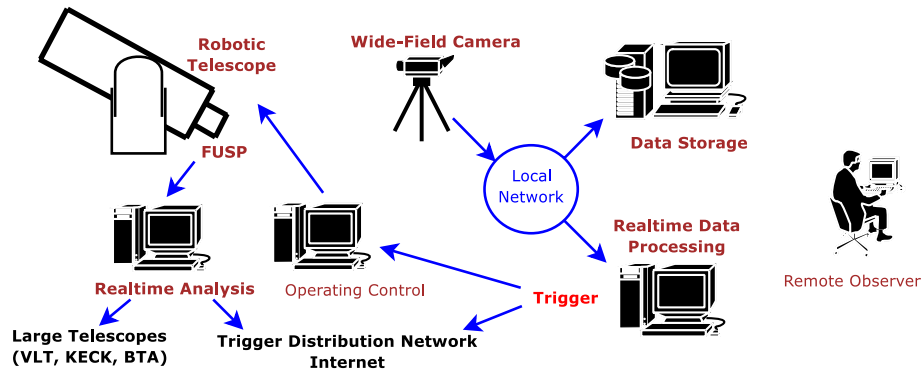 Robotic
Telescope
Wide-Field Camera
FUSP
Data Storage
Local
Network
Realtime Data
Processing
Remote Observer
Realtime Analysis
Operating Control
Trigger
Large Telescopes
(VLT, KECK, BTA)
Trigger Distribution Network
Internet